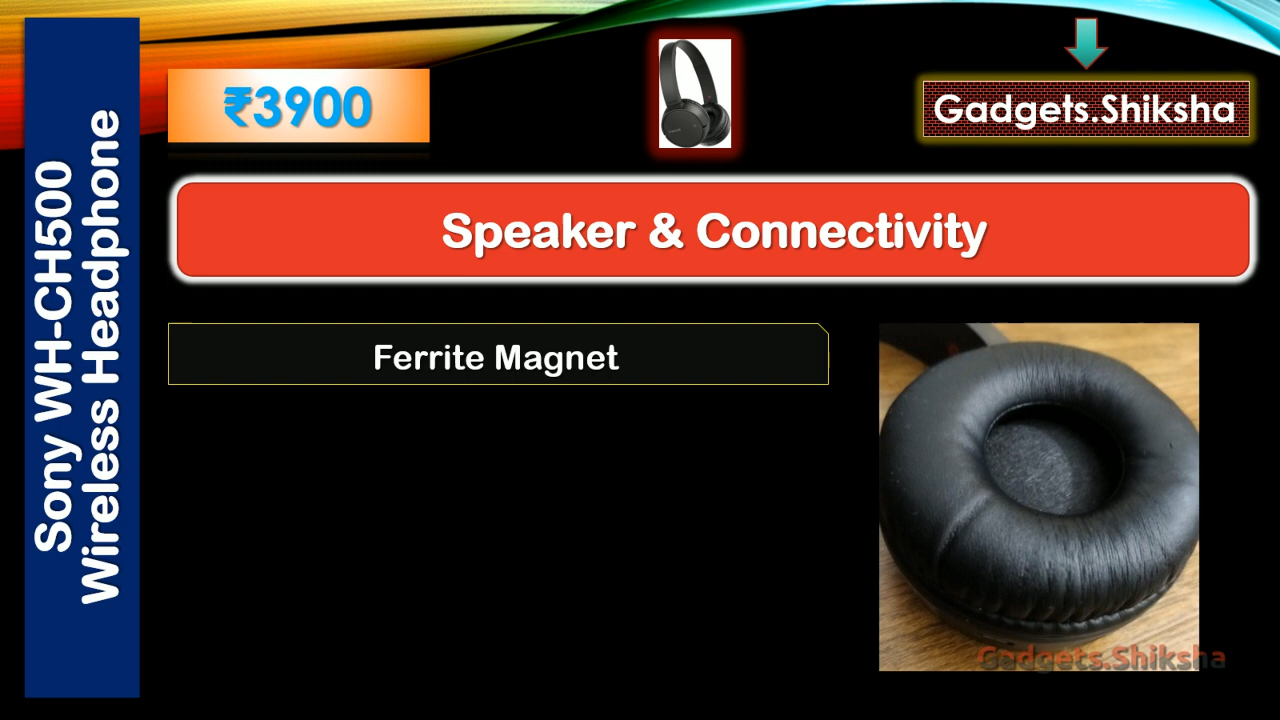 Sony WH-CH500
Wireless Headphone
₹3900
Gadgets.Shiksha
Speaker & Connectivity
Ferrite Magnet
Gadgets.Shiksha